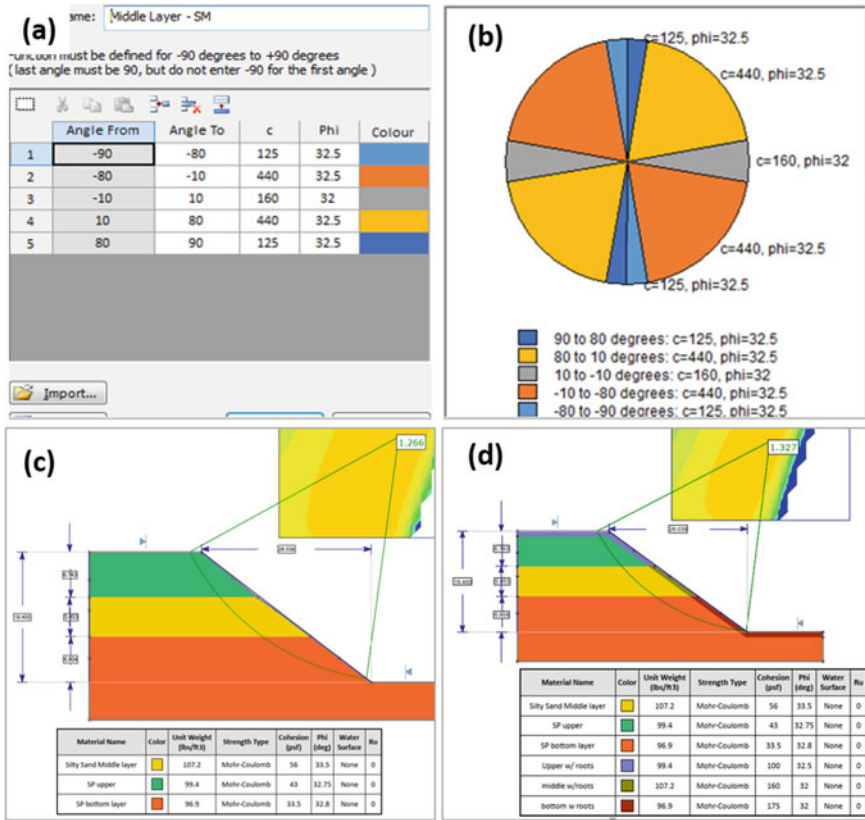 (a)
ame: Middle Layer - SM
Function must be defined for -90 degrees to +90 degrees
( last angle must be 90, but do not enter -90 for the first angle )
Angle From Angle To c Phi Colour
1 -90 -80 125 32.5
2 -80 -10 440 32.5
3 -10 10 160 32
4 10 80 440 32.5
5 80 90 125 32.5
Import...
(b)
c=125, phi=32.5
c=440, phi=32.5
c=160, phi=32
c=440, phi=32.5
c=125, phi=32.5
90 to 80 degrees: c=125, phi=32.5
80 to 10 degrees: c=440, phi=32.5
10 to -10 degrees: c=160, phi=32
-10 to -80 degrees: c=440, phi=32.5
-80 to -90 degrees: c=125, phi=32.5
(c)
1.266
Material Name Color Unit Weight (lbs/ft3) Strength Type Cohesion (psf) Phi (deg) Water Surface Ru
Silty Sand Middle layer 107.2 Mohr-Coulomb 56 33.5 None 0
SP upper 99.4 Mohr-Coulomb 43 32.75 None 0
SP bottom layer 96.9 Mohr-Coulomb 33.5 32.8 None 0
(d)
1.327
Material Name Color Unit Weight (lbs/ft3) Strength Type Cohesion (psf) Phi (deg) Water Surface Ru
Silty Sand Middle layer 107.2 Mohr-Coulomb 56 33.5 None 0
SP upper 99.4 Mohr-Coulomb 43 32.75 None 0
SP bottom layer 96.9 Mohr-Coulomb 33.5 32.8 None 0
Upper w/ roots 99.4 Mohr-Coulomb 100 32.5 None 0
middle w/roots 107.2 Mohr-Coulomb 160 32 None 0
bottom w roots 96.9 Mohr-Coulomb 175 32 None 0